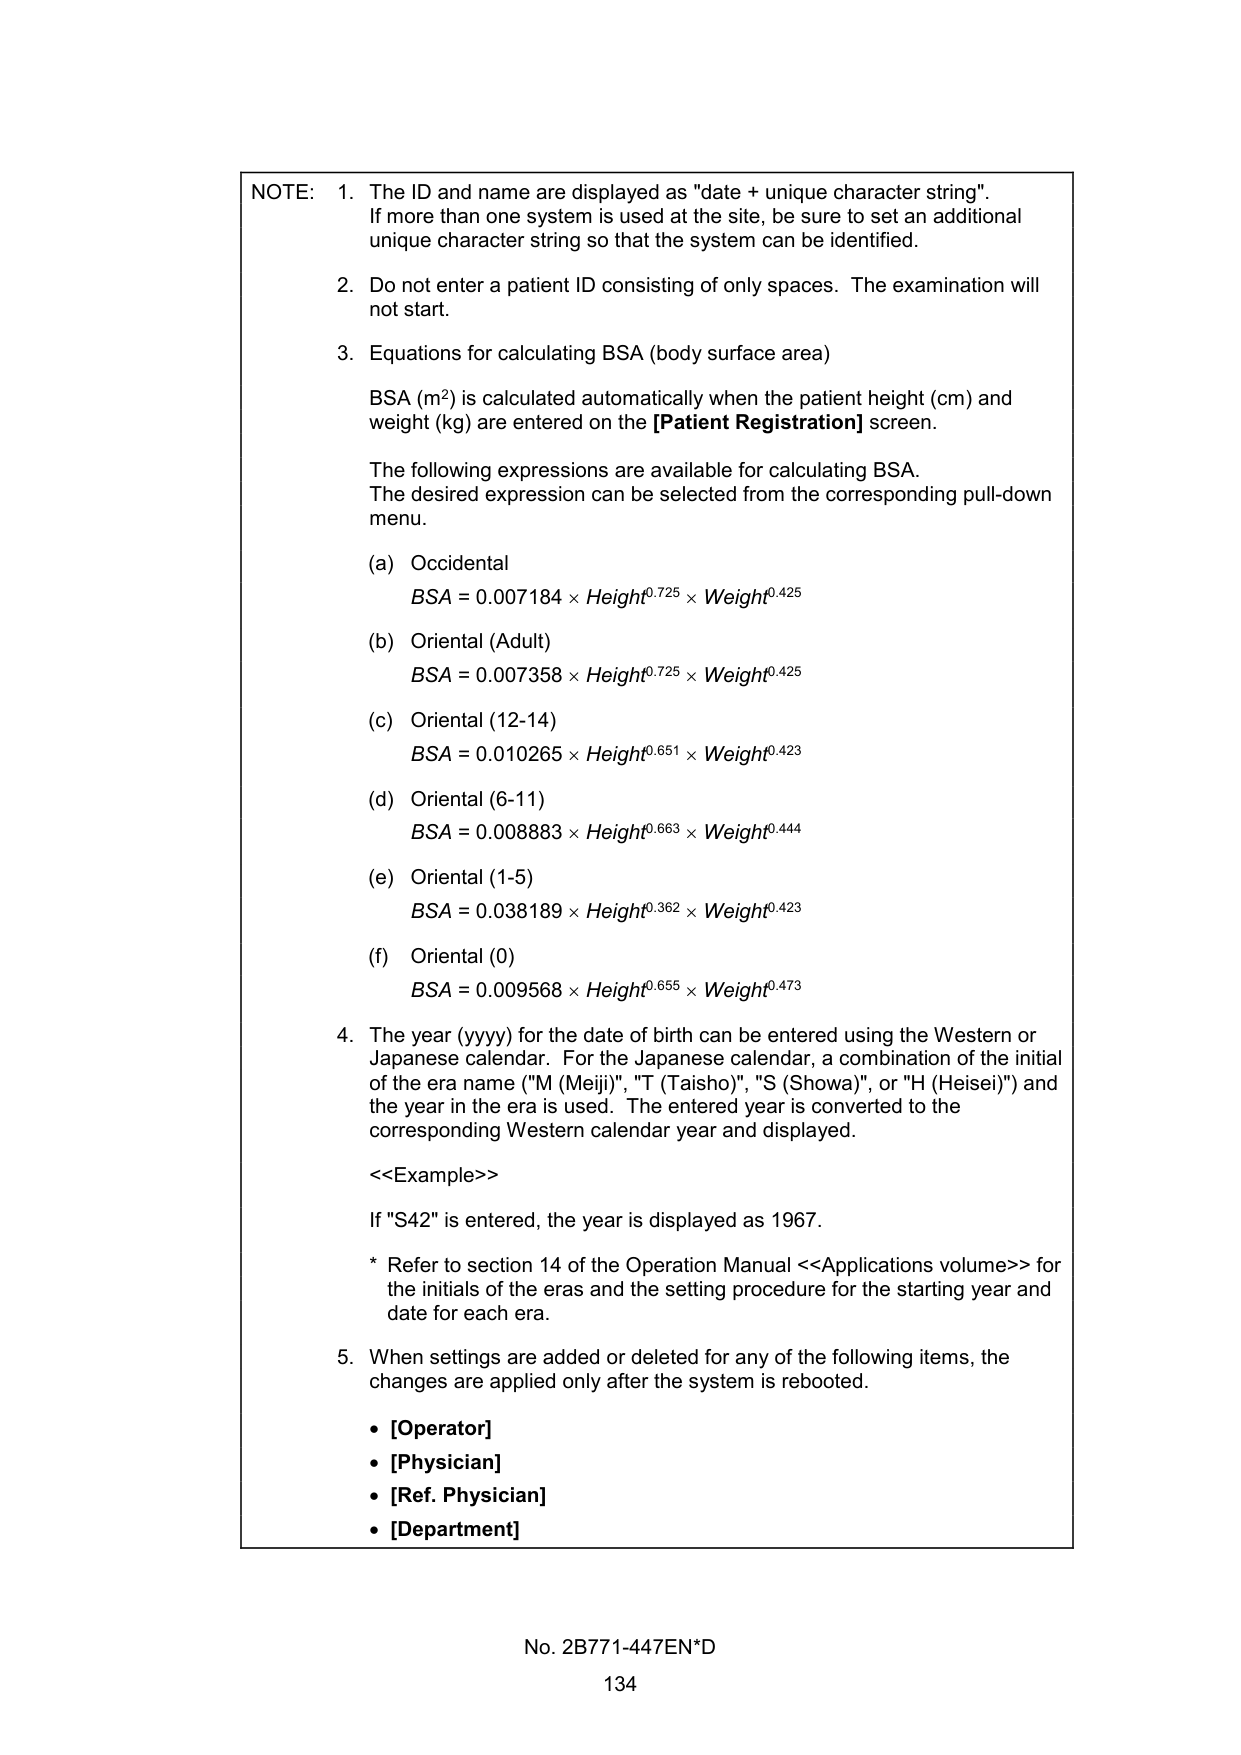 NOTE: 1. The ID and name are displayed as "date + unique character string".
If more than one system is used at the site, be sure to set an additional
unique character string so that the system can be identified.
2. Do not enter a patient ID consisting of only spaces. The examination will
not start.
3. Equations for calculating BSA (body surface area)
BSA (m²) is calculated automatically when the patient height (cm) and
weight (kg) are entered on the [Patient Registration] screen.
The following expressions are available for calculating BSA.
The desired expression can be selected from the corresponding pull-down
menu.
(a) Occidental
BSA = 0.007184 × Height^0.725 × Weight^0.425
(b) Oriental (Adult)
BSA = 0.007358 × Height^0.725 × Weight^0.425
(c) Oriental (12-14)
BSA = 0.010265 × Height^0.651 × Weight^0.423
(d) Oriental (6-11)
BSA = 0.008883 × Height^0.663 × Weight^0.444
(e) Oriental (1-5)
BSA = 0.038189 × Height^0.362 × Weight^0.423
(f) Oriental (0)
BSA = 0.009568 × Height^0.655 × Weight^0.473
4. The year (yyyy) for the date of birth can be entered using the Western or
Japanese calendar. For the Japanese calendar, a combination of the initial
of the era name ("M (Meiji)", "T (Taisho)", "S (Showa)", or "H (Heisei)") and
the year in the era is used. The entered year is converted to the
corresponding Western calendar year and displayed.
<<Example>>
If "S42" is entered, the year is displayed as 1967.
* Refer to section 14 of the Operation Manual <<Applications volume>> for
the initials of the eras and the setting procedure for the starting year and
date for each era.
5. When settings are added or deleted for any of the following items, the
changes are applied only after the system is rebooted.
• [Operator]
• [Physician]
• [Ref. Physician]
• [Department]
No. 2B771-447EN*D
134